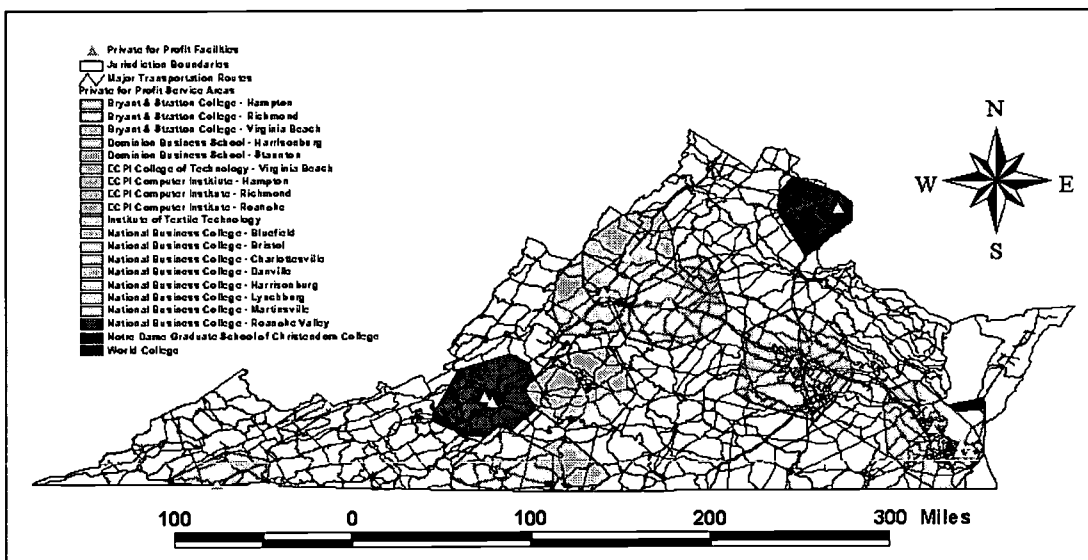 Private for Profit Facilities
Jurisdiction Boundaries
Major Transportation Routes
Private for Profit Service Areas
Bryant & Stratton College - Hampton
Bryant & Stratton College - Richmond
Bryant & Stratton College - Virginia Beach
Dominion Business School - Harrisonburg
Dominion Business School - Staunton
ECPI College of Technology - Virginia Beach
ECPI Computer Institute - Hampton
ECPI Computer Institute - Richmond
ECPI Computer Institute - Roanoke
Institute of Textile Technology
National Business College - Bluefield
National Business College - Bristol
National Business College - Charlottesville
National Business College - Danville
National Business College - Harrisonburg
National Business College - Lynchburg
National Business College - Martinsville
National Business College - Roanoke Valley
Notre Dame Graduate School of Christendom College
World College
N
W E
S
100 0 100 200 300 Miles